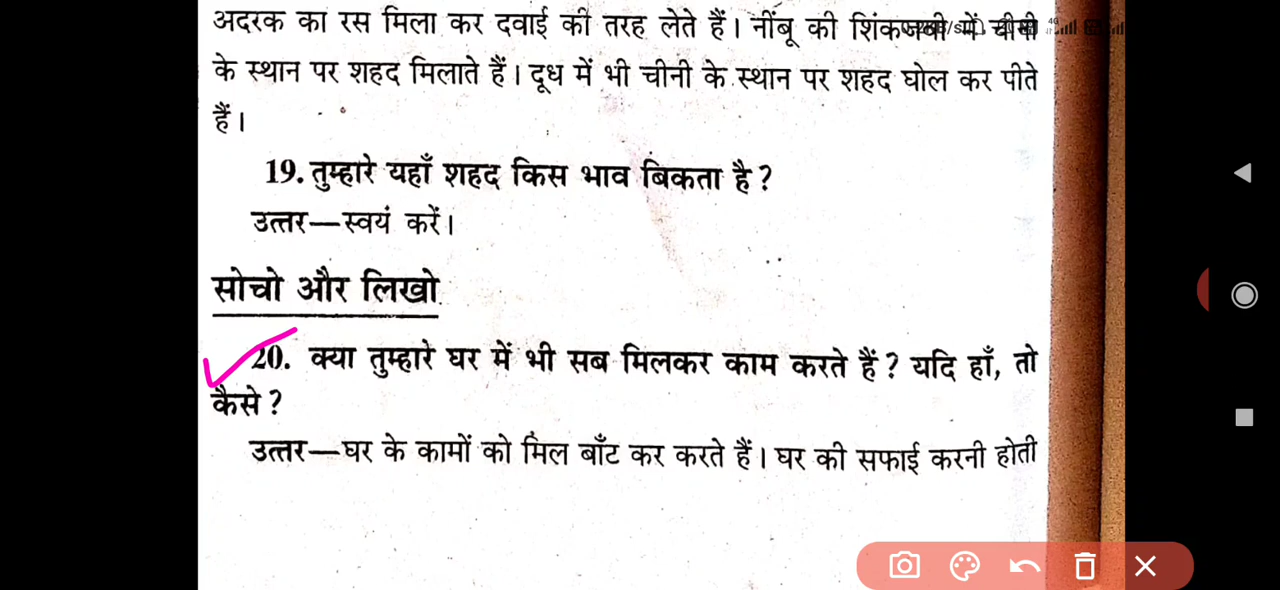 अदरक का रस मिला कर दवाई की तरह लेते हैं। नींबू की में चीनी
के स्थान पर शहद मिलाते हैं। दूध में भी चीनी के स्थान पर शहद घोल कर पीते
हैं।
19. तुम्हारे यहाँ शहद किस भाव बिकता है ?
उत्तर—स्वयं करें।
सोचो और लिखो
20. क्या तुम्हारे घर में भी सब मिलकर काम करते हैं ? यदि हाँ, तो
कैसे ?
उत्तर—घर के कामों को मिल बाँट कर करते हैं। घर की सफाई करनी होती